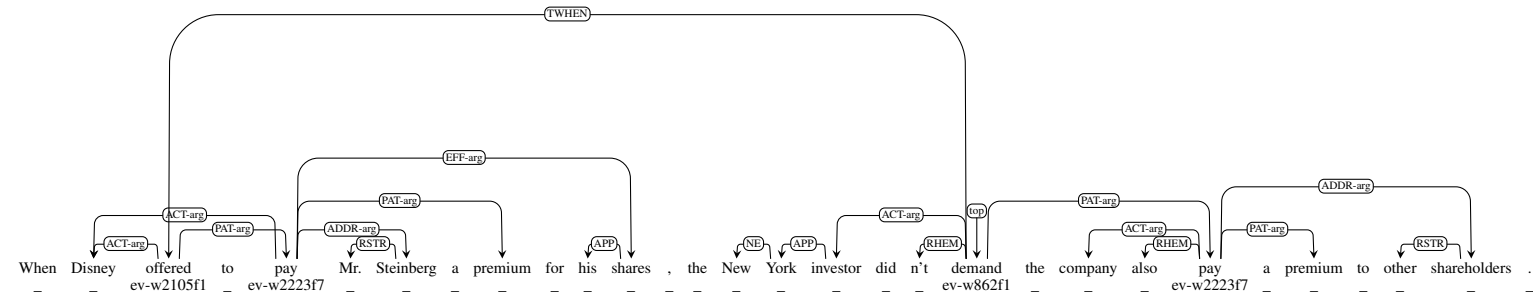 TWHEN
EFF-arg
ADDR-arg
PAT-arg PAT-arg
ACT-arg ACT-arg top
PAT-arg ADDR-arg ACT-arg PAT-arg
ACT-arg RSTR APP NE APP RHEM RHEM RSTR
When Disney offered to pay Mr. Steinberg a premium for his shares , the New York investor did n't demand the company also pay a premium to other shareholders .
_ _ ev-w2105f1 _ ev-w2223f7 _ _ _ _ _ _ _ _ _ _ _ _ _ _ ev-w862f1 _ _ _ ev-w2223f7 _ _ _ _ _ _